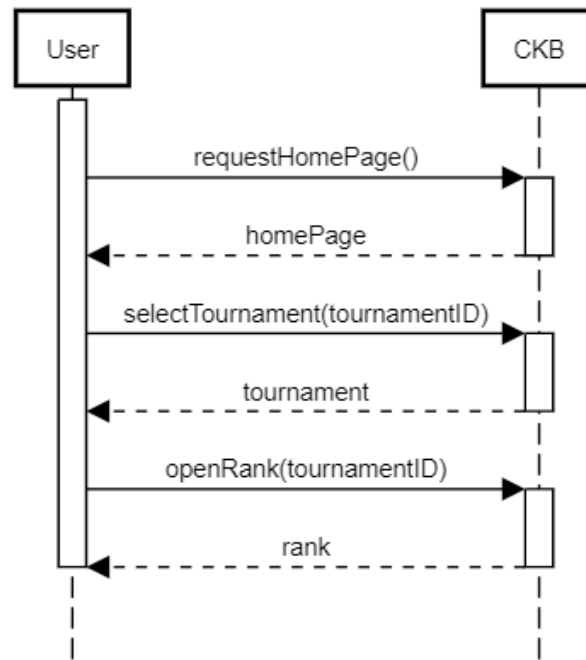 User
CKB
requestHomePage()
homePage
selectTournament(tournamentID)
tournament
openRank(tournamentID)
rank